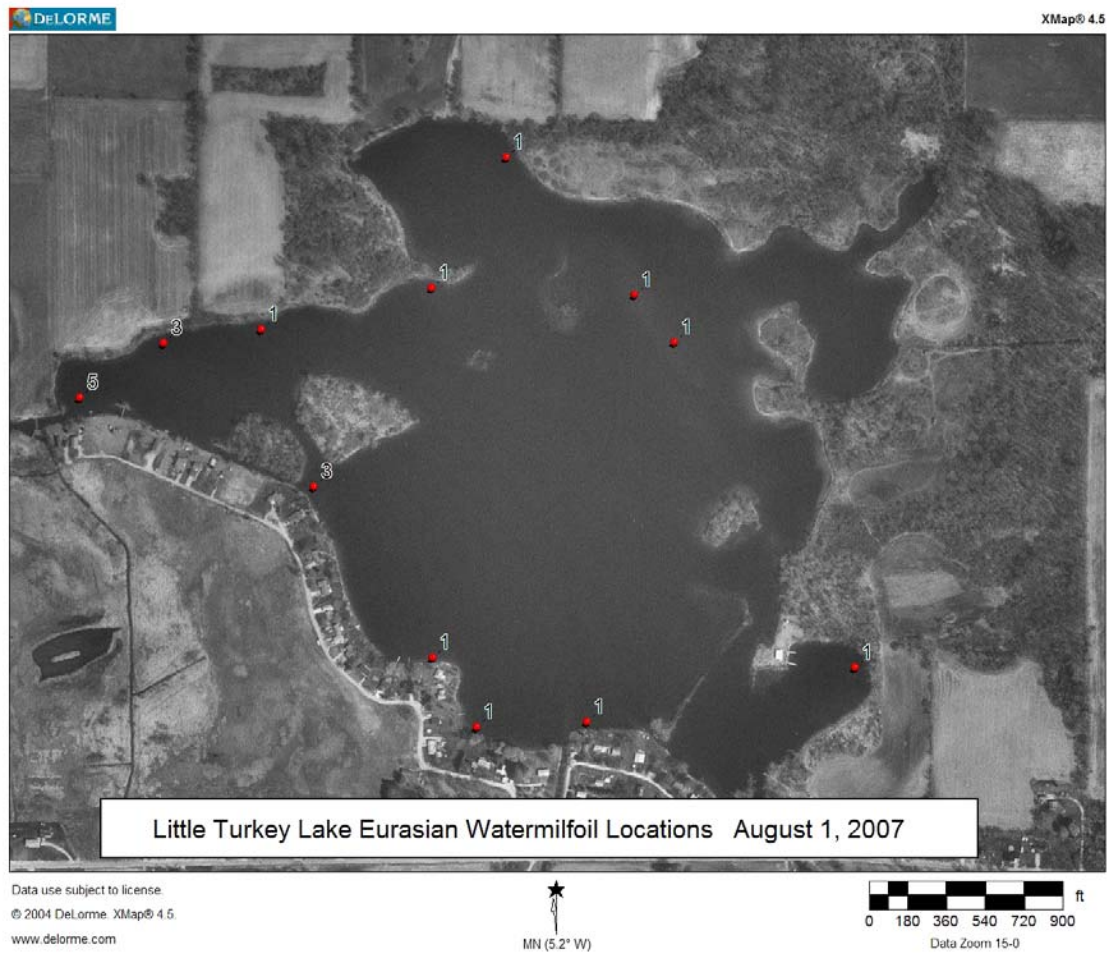 DELORME
XMap® 4.5
1
1
1
1
3
1
5
3
1
1
1
1
Little Turkey Lake Eurasian Watermilfoil Locations August 1, 2007
Data use subject to license.
© 2004 DeLorme. XMap® 4.5.
www.delorme.com
MN (5.2° W)
ft
0 180 360 540 720 900
Data Zoom 15-0